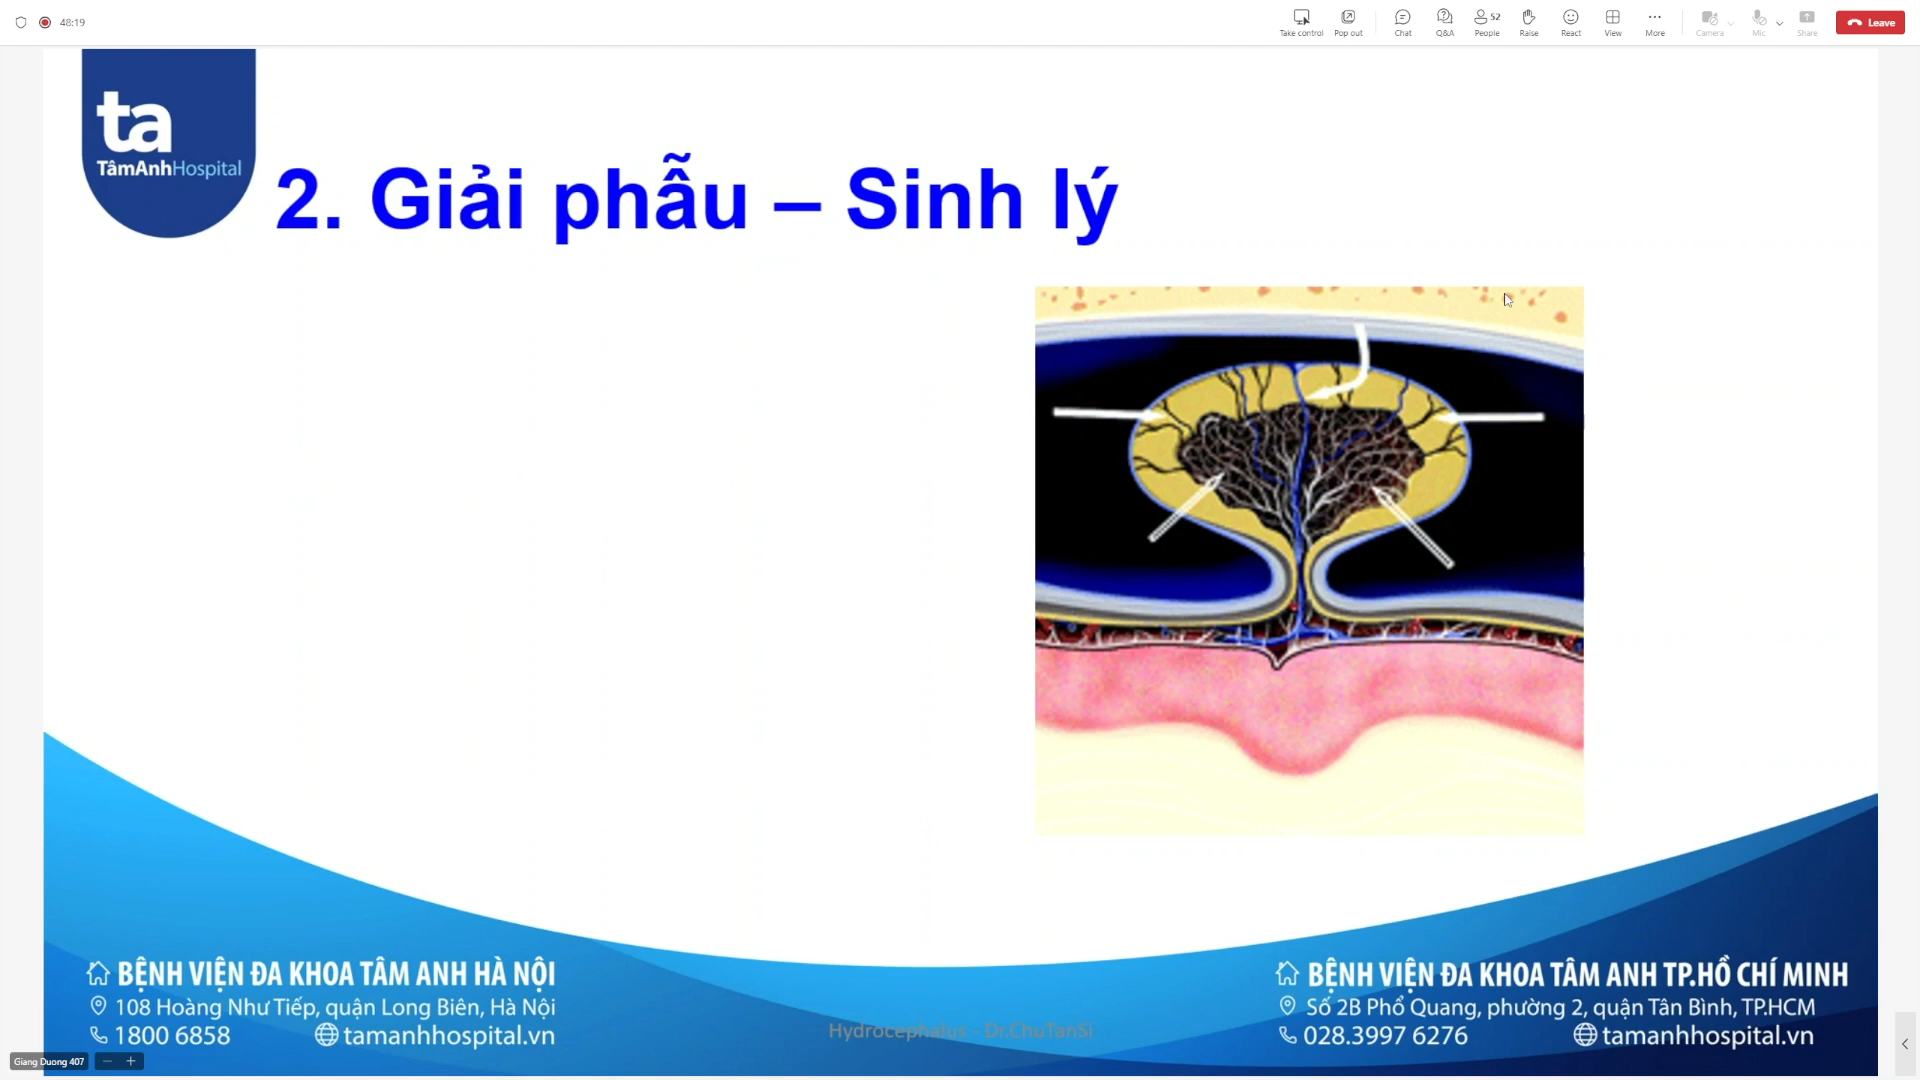 48:19
Take control
Pop out
Chat
Q&A
52
People
Raise
React
View
More
Camera
Mic
Share
Leave
ta
TâmAnhHospital
2. Giải phẫu – Sinh lý
BỆNH VIỆN ĐA KHOA TÂM ANH HÀ NỘI
108 Hoàng Như Tiếp, quận Long Biên, Hà Nội
1800 6858
tamanhhospital.vn
Hydrocephalus - Dr.ChuTanSi
BỆNH VIỆN ĐA KHOA TÂM ANH TP.HỒ CHÍ MINH
Số 2B Phổ Quang, phường 2, quận Tân Bình, TP.HCM
028.3997 6276
tamanhhospital.vn
Giang Duong 407